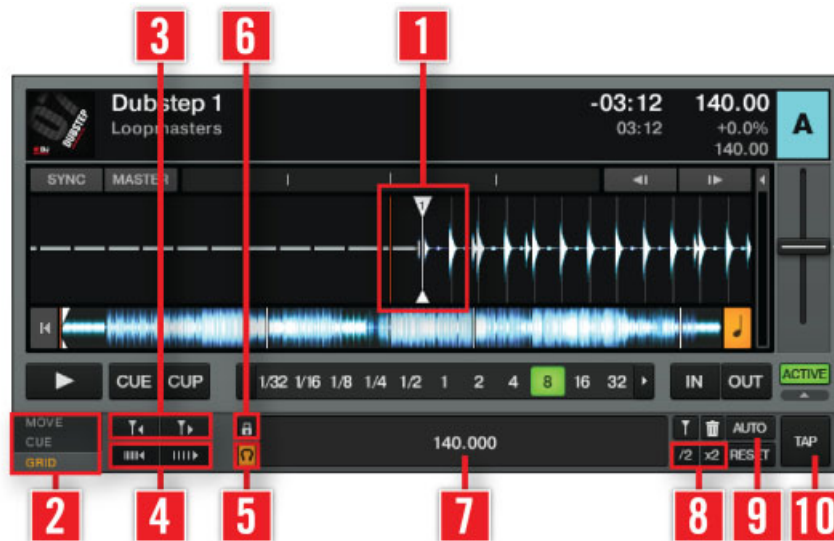 3 6 1
Dubstep 1
Loopmasters
-03:12
03:12
140.00
+0.0%
140.00
A
DUBSTEP
SYNC MASTER
1
CUE CUP
1/32 1/16 1/8 1/4 1/2 1 2 4 8 16 32
IN OUT
ACTIVE
MOVE
CUE
GRID
140.000
AUTO
/2 x2 RESET
TAP
2 4 5 7 8 9 10